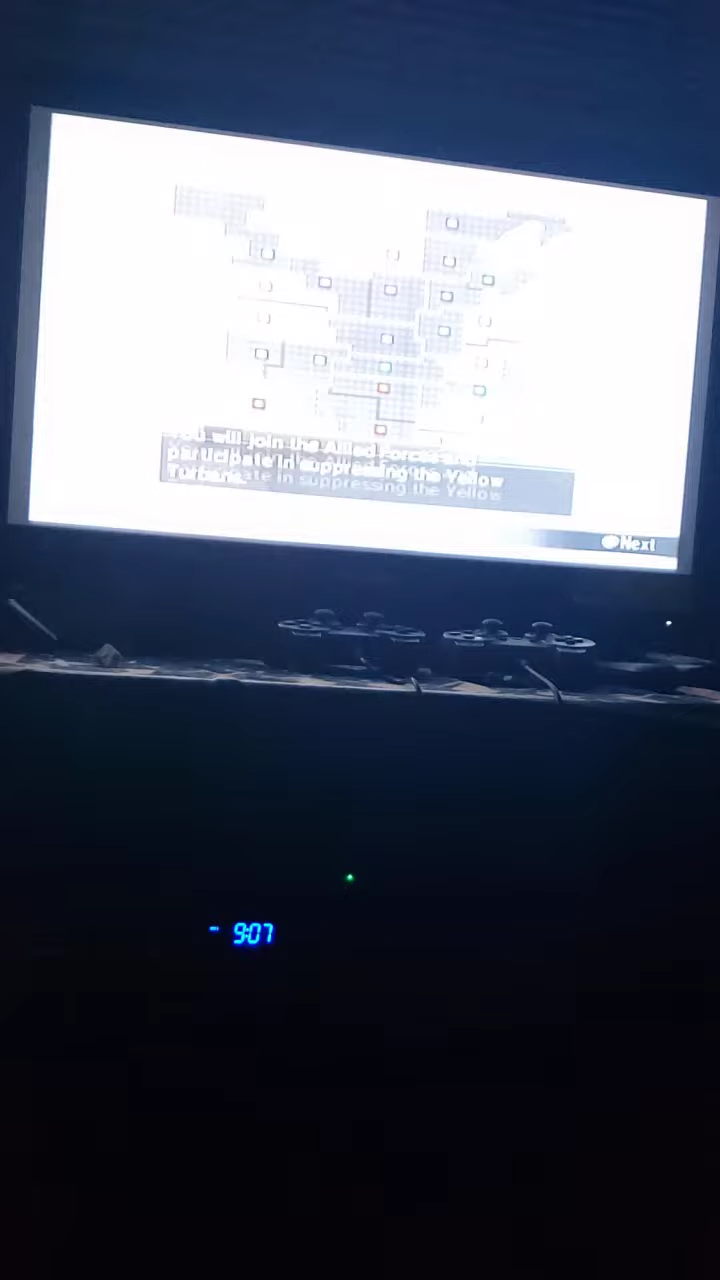 You will join the Allied Forces and
participate in suppressing the Yellow
Turbans.
Next
9:07